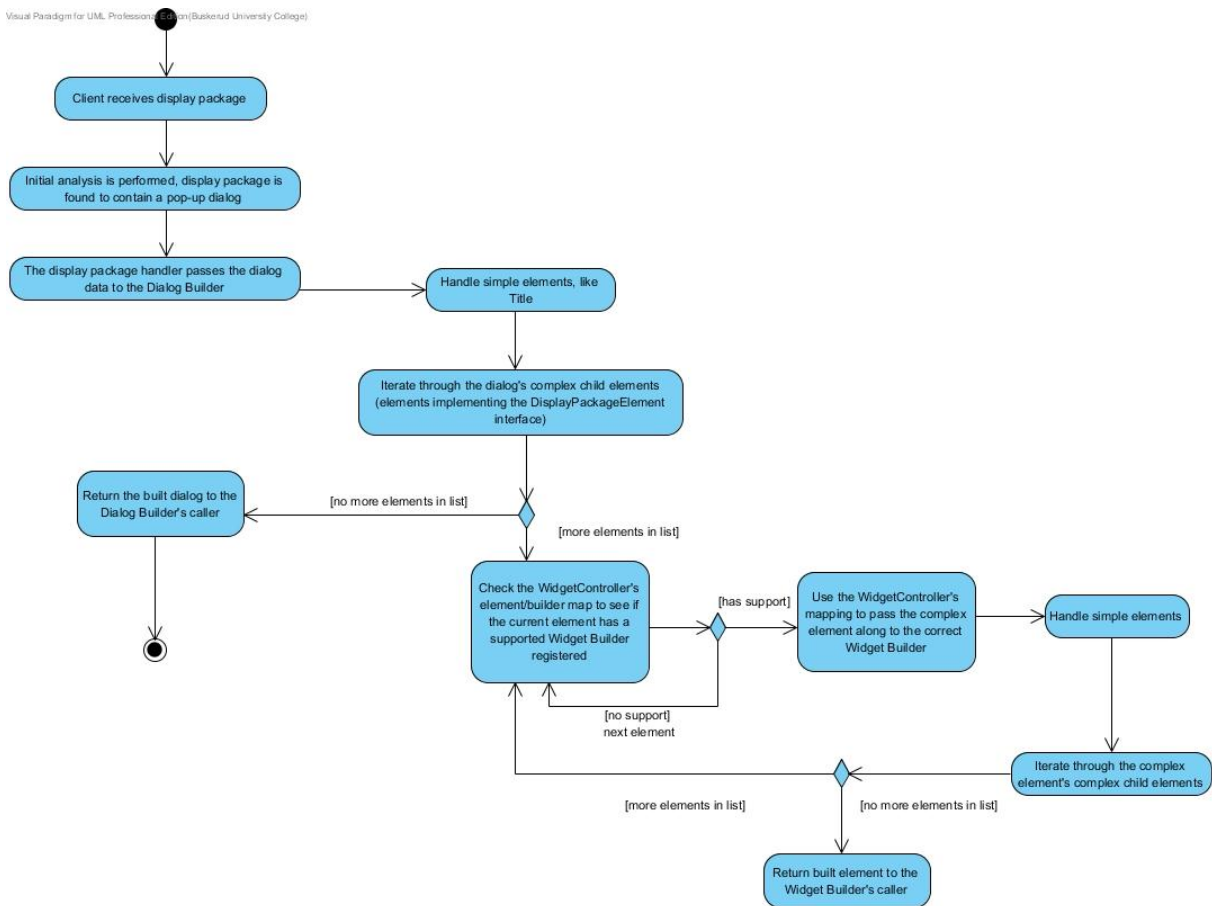 Visual Paradigm for UML Professional Edition(Buskerud University College)
Client receives display package
Initial analysis is performed, display package is
found to contain a pop-up dialog
The display package handler passes the dialog
data to the Dialog Builder
Handle simple elements, like
Title
Iterate through the dialog's complex child elements
(elements implementing the DisplayPackageElement
interface)
Return the built dialog to the
Dialog Builder's caller
[no more elements in list]
[more elements in list]
Check the WidgetController's
element/builder map to see if
the current element has a
supported Widget Builder
registered
[has support]
Use the WidgetController's
mapping to pass the complex
element along to the correct
Widget Builder
Handle simple elements
[no support]
next element
Iterate through the complex
element's complex child elements
[more elements in list]
[no more elements in list]
Return built element to the
Widget Builder's caller